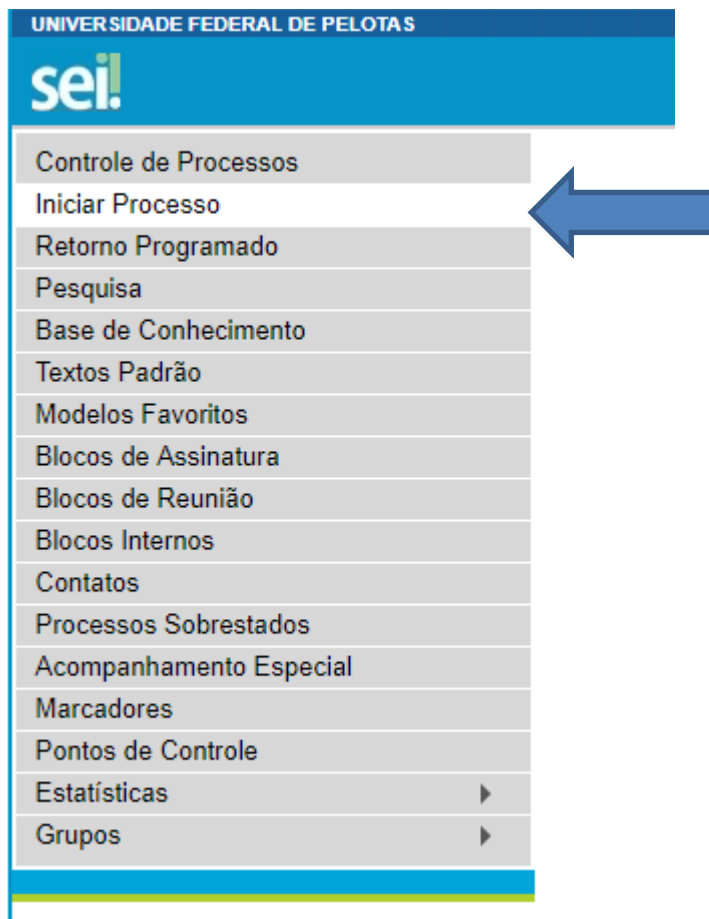 UNIVERSIDADE FEDERAL DE PELOTAS
sei!
Controle de Processos
Iniciar Processo
Retorno Programado
Pesquisa
Base de Conhecimento
Textos Padrão
Modelos Favoritos
Blocos de Assinatura
Blocos de Reunião
Blocos Internos
Contatos
Processos Sobrestados
Acompanhamento Especial
Marcadores
Pontos de Controle
Estatísticas
Grupos